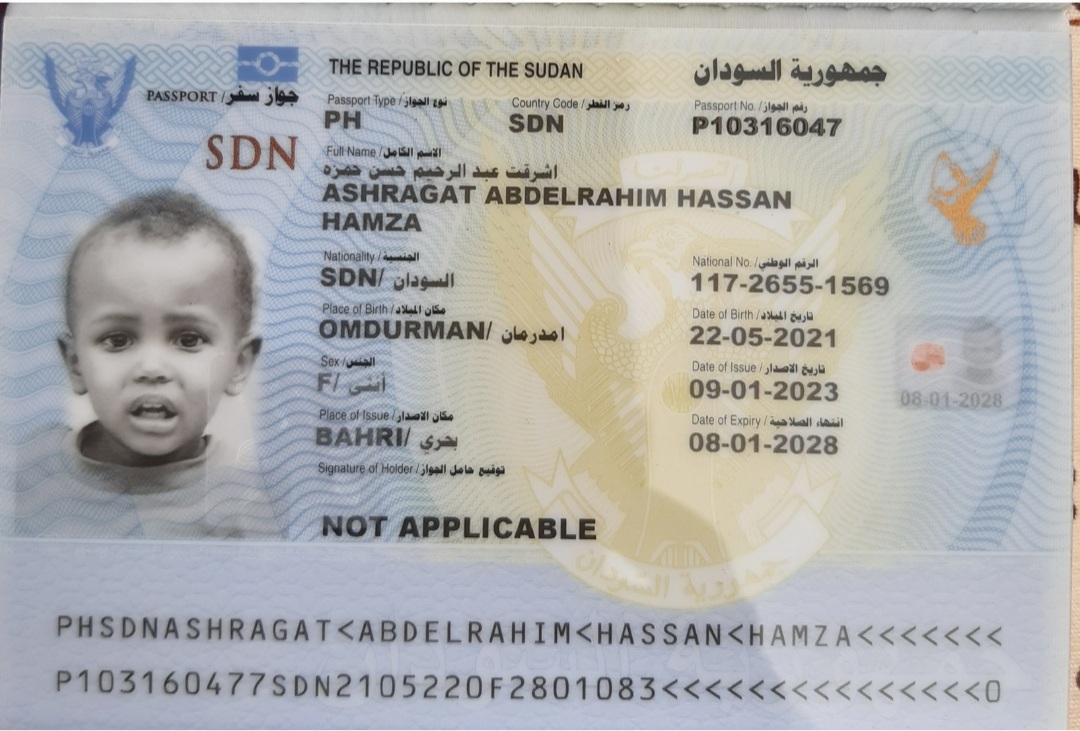 THE REPUBLIC OF THE SUDAN جمهورية السودان
PASSPORT / جواز سفر
Passport Type / نوع الجواز Country Code / رمز القطر Passport No. / رقم الجواز
PH SDN P10316047
SDN
Full Name / الاسم الكامل
اشرقت عبد الرحيم حسن حمزه
ASHRAGAT ABDELRAHIM HASSAN
HAMZA
Nationality / الجنسية National No. / الرقم الوطني
SDN/ السودان 117-2655-1569
Place of Birth / مكان الميلاد Date of Birth / تاريخ الميلاد
OMDURMAN/ امدرمان 22-05-2021
Sex / الجنس Date of Issue / تاريخ الاصدار
F/ أنثى 09-01-2023
08-01-2028
Place of Issue / مكان الاصدار Date of Expiry / انتهاء الصلاحية
BAHRI/ بحري 08-01-2028
Signature of Holder / توقيع حامل الجواز
NOT APPLICABLE
جمهورية السودان
PHSDNASHRAGAT<ABDELRAHIM<HASSAN<HAMZA<<<<<<<
P103160477SDN2105220F2801083<<<<<<<<<<<<<<<0